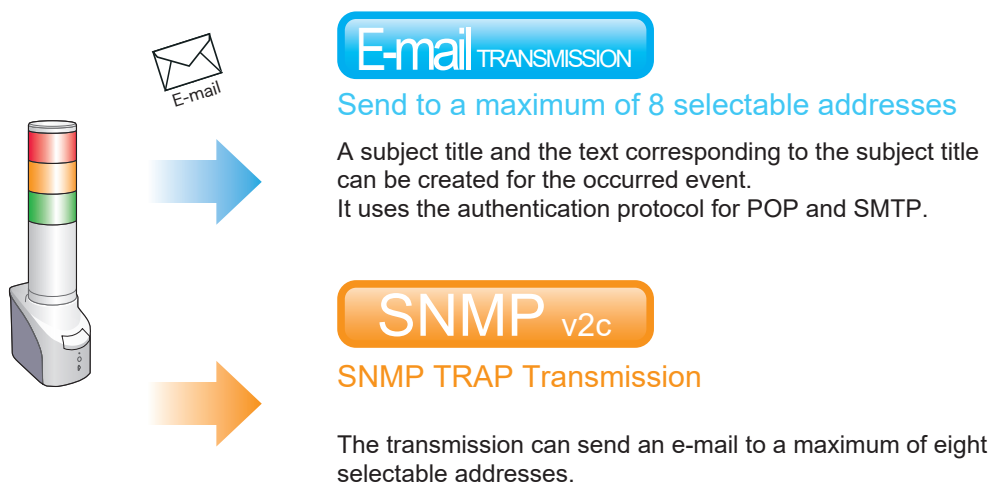 E-mail
E-mail TRANSMISSION
Send to a maximum of 8 selectable addresses
A subject title and the text corresponding to the subject title
can be created for the occurred event.
It uses the authentication protocol for POP and SMTP.
SNMP v2c
SNMP TRAP Transmission
The transmission can send an e-mail to a maximum of eight
selectable addresses.